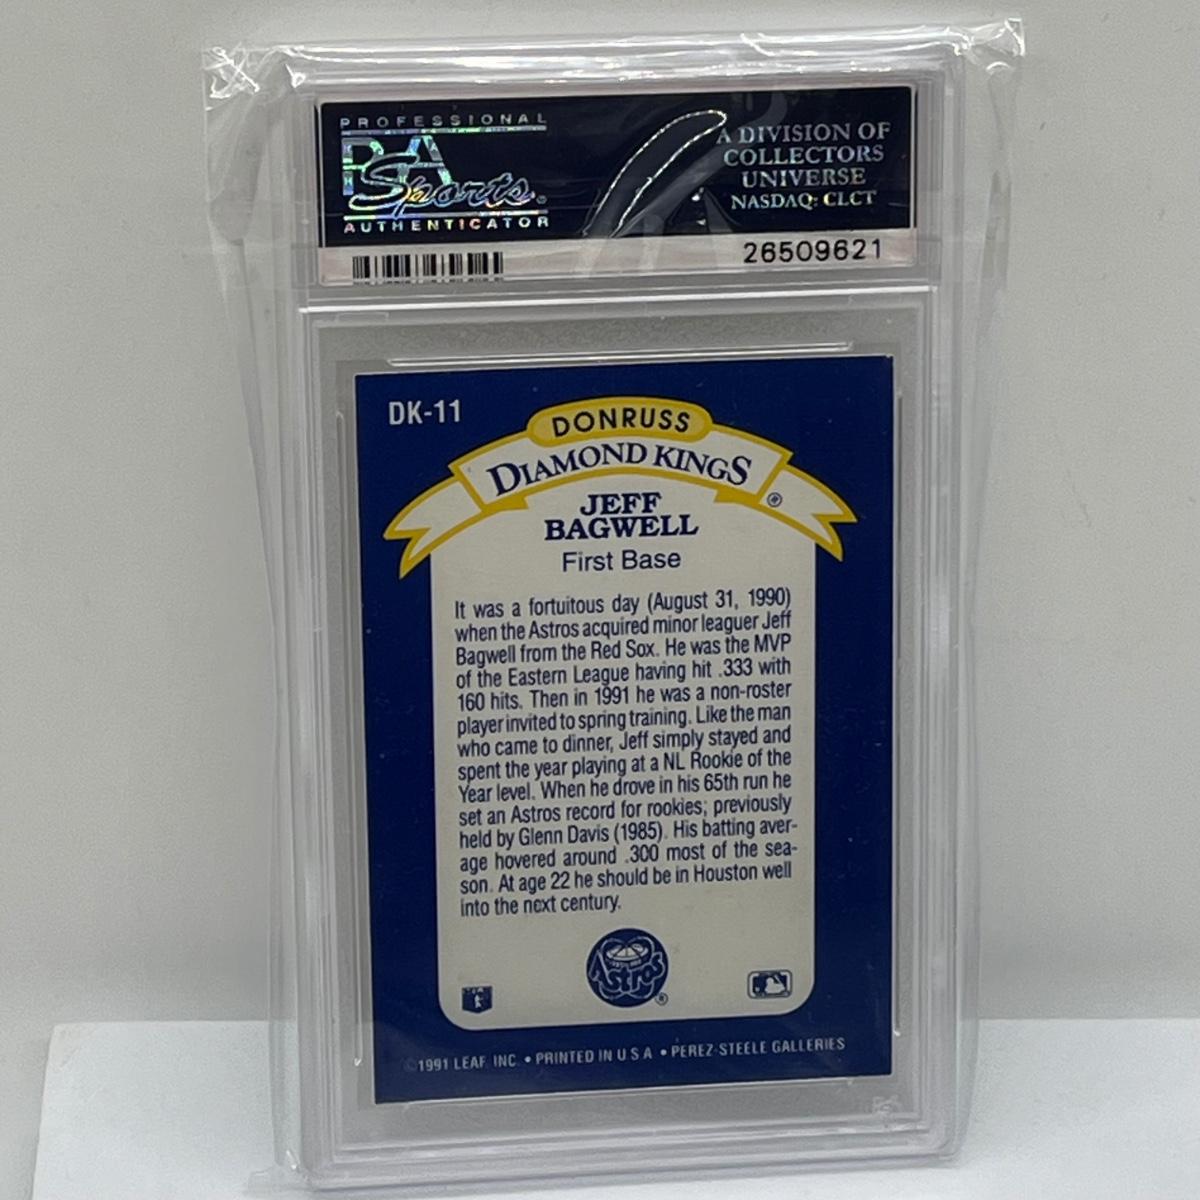 PROFESSIONAL
PSA
Sports
AUTHENTICATOR
A DIVISION OF
COLLECTORS
UNIVERSE
NASDAQ: CLCT
26509621
DK-11
DONRUSS
DIAMOND KINGS®
JEFF
BAGWELL
First Base
It was a fortuitous day (August 31, 1990)
when the Astros acquired minor leaguer Jeff
Bagwell from the Red Sox. He was the MVP
of the Eastern League having hit .333 with
160 hits. Then in 1991 he was a non-roster
player invited to spring training. Like the man
who came to dinner, Jeff simply stayed and
spent the year playing at a NL Rookie of the
Year level. When he drove in his 65th run he
set an Astros record for rookies; previously
held by Glenn Davis (1985). His batting aver-
age hovered around .300 most of the sea-
son. At age 22 he should be in Houston well
into the next century.
Astros®
©1991 LEAF, INC. • PRINTED IN U S A • PEREZ-STEELE GALLERIES